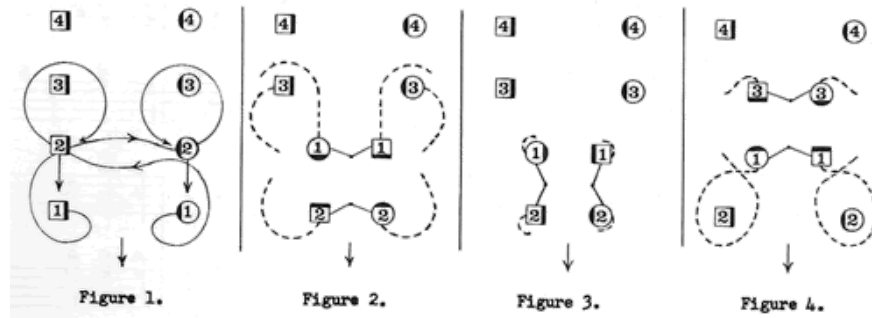 4 4 4 4 4 4 4 4
3 3 3 3 3 3 3 3
2 2 1 1 1 1 1 1
1 1 2 2 2 2 2 2
Figure 1. Figure 2. Figure 3. Figure 4.